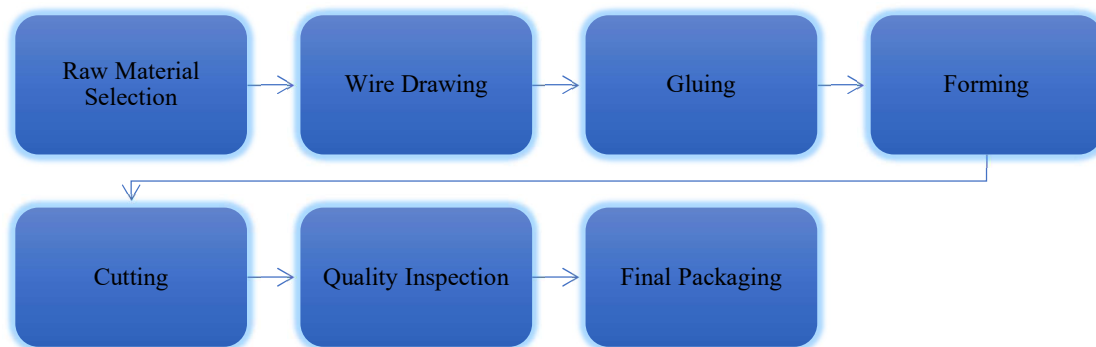 Raw Material
Selection
Wire Drawing
Gluing
Forming
Cutting
Quality Inspection
Final Packaging